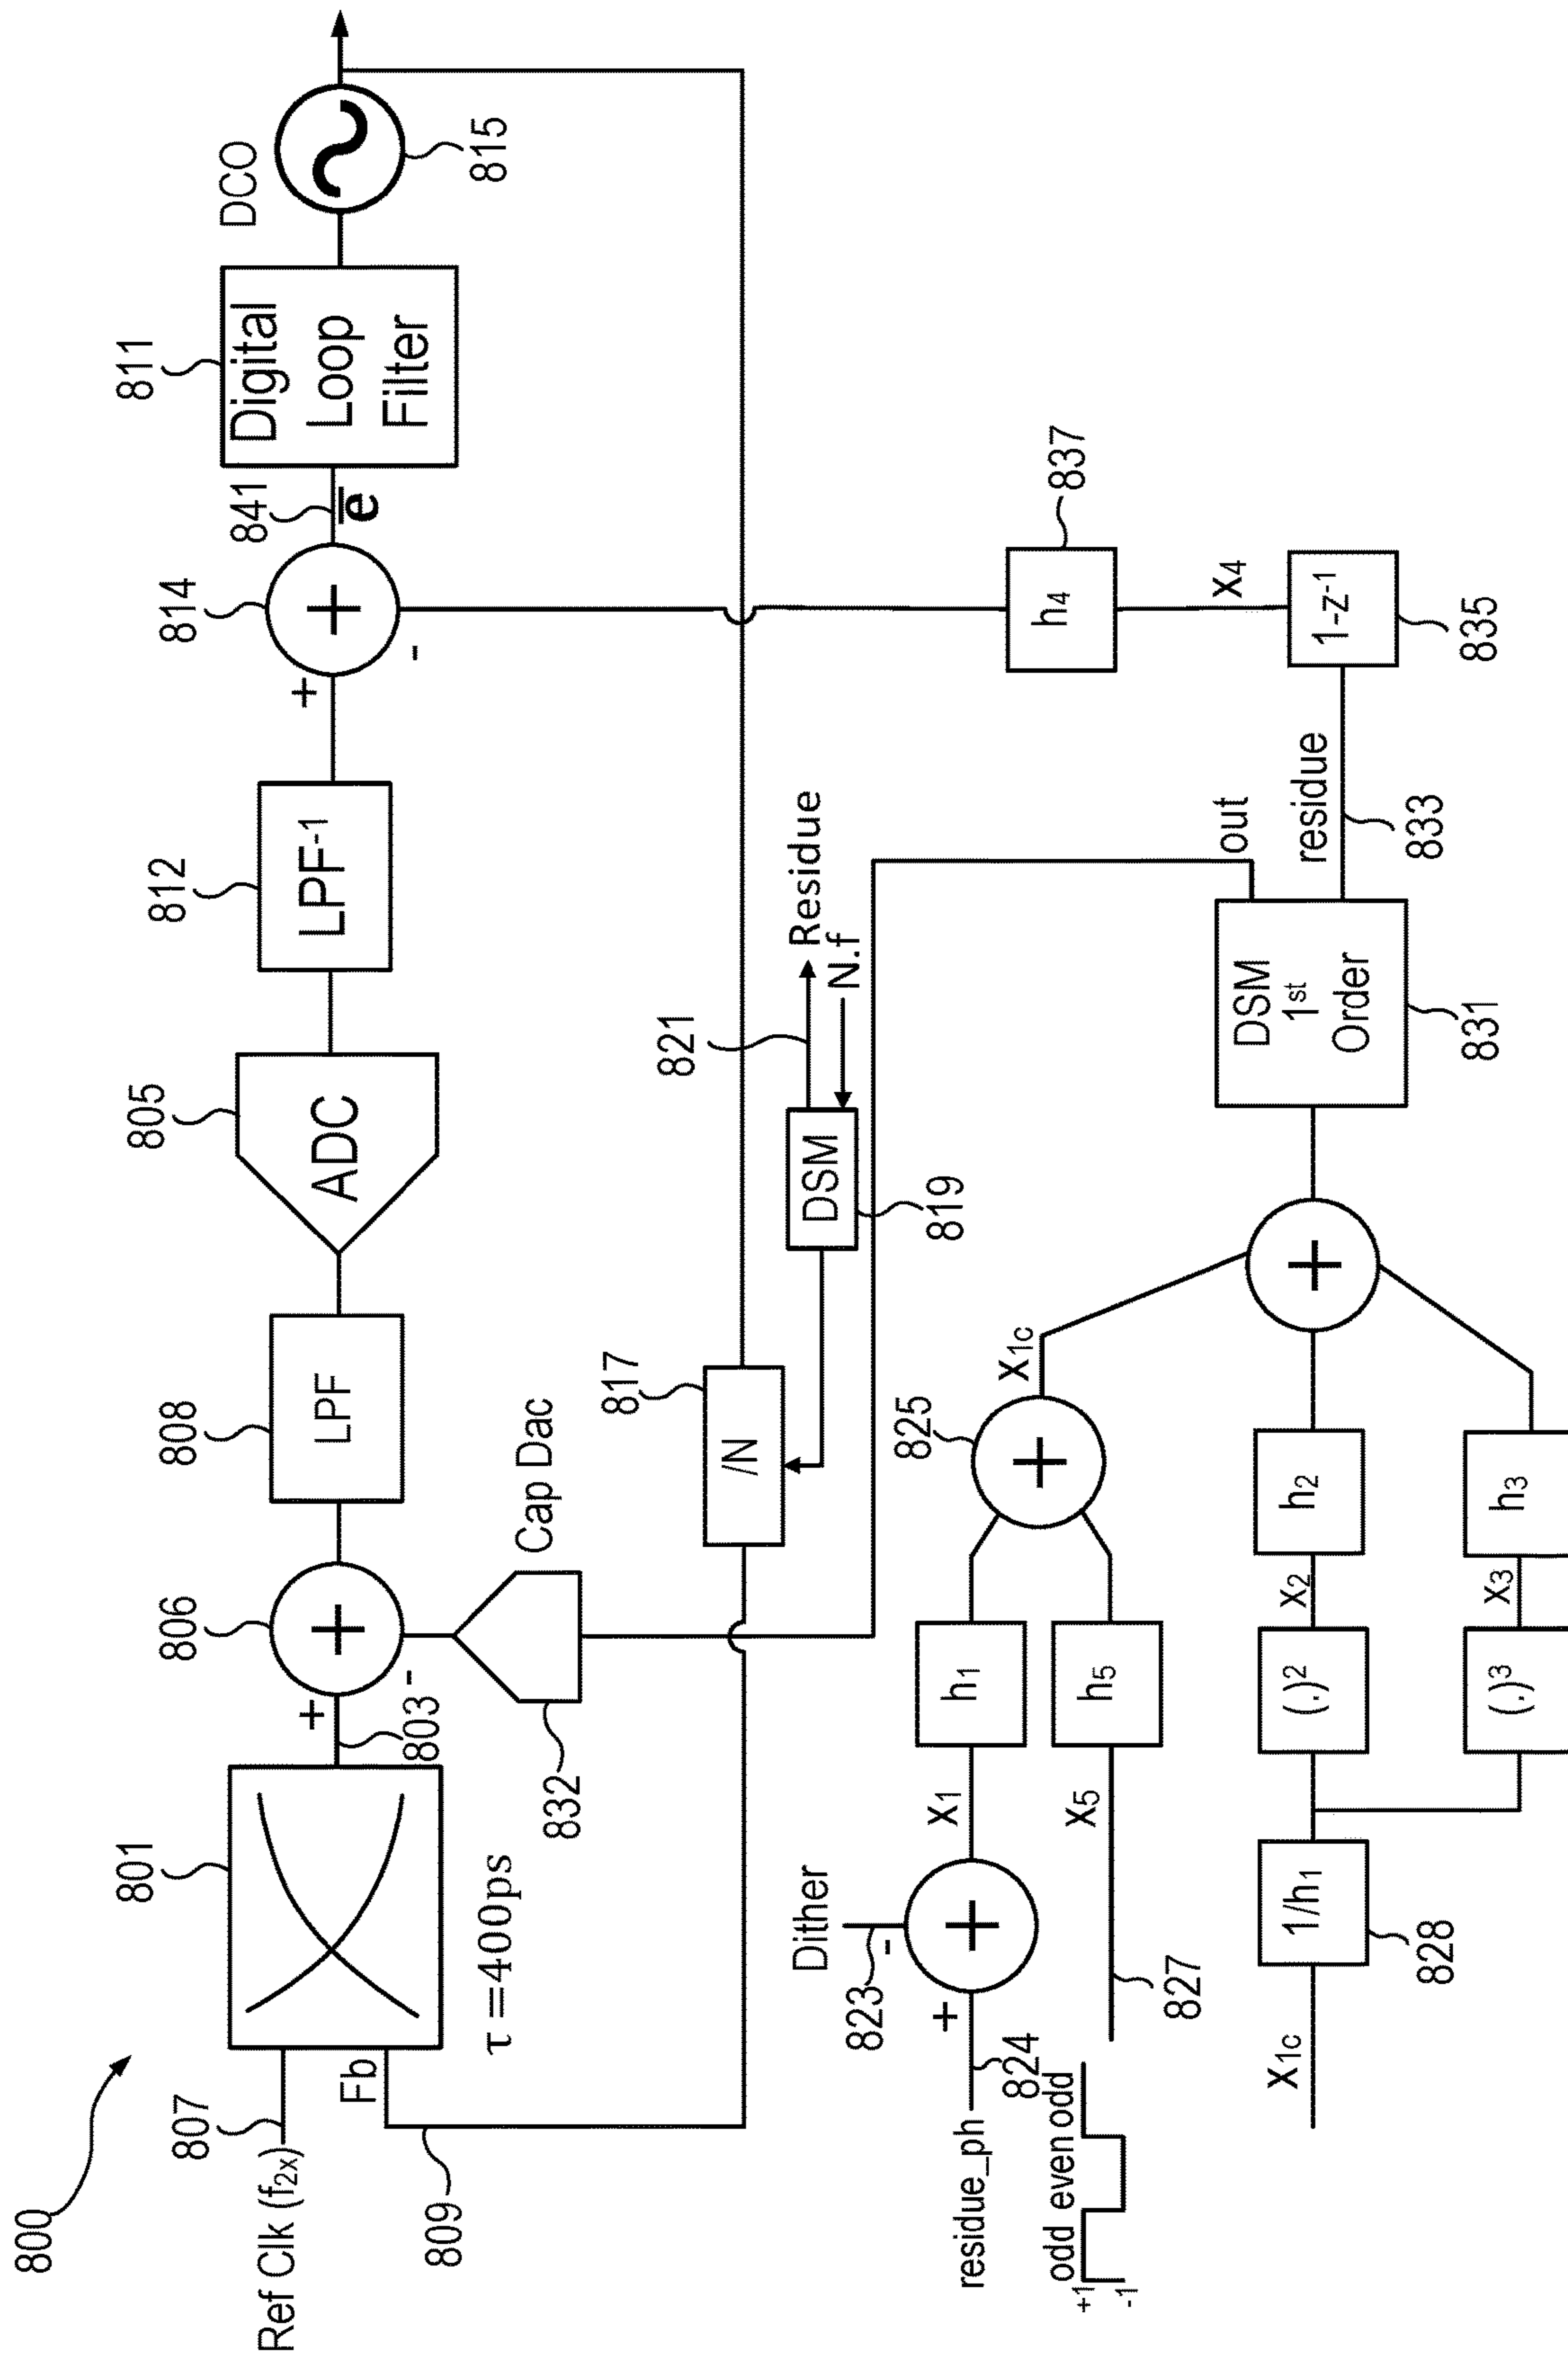 800
Ref Clk (f2x)
807
Fb
809
801
τ =400ps
803
+
-
806
+
832
Cap Dac
808
LPF
805
ADC
812
LPF-1
814
+
-
+
841
e
811
Digital
Loop
Filter
DCO
815
817
/N
DSM
819
821
Residue
N.f
residue_ph
824
+
Dither
823
-
+
x1
h1
odd even odd
+1
-1
827
x5
h5
825
+
x1c
x1c
1/h1
828
(.)2
x2
h2
(.)3
x3
h3
+
DSM
1st
Order
831
out
residue
833
1-z-1
835
x4
h4
837